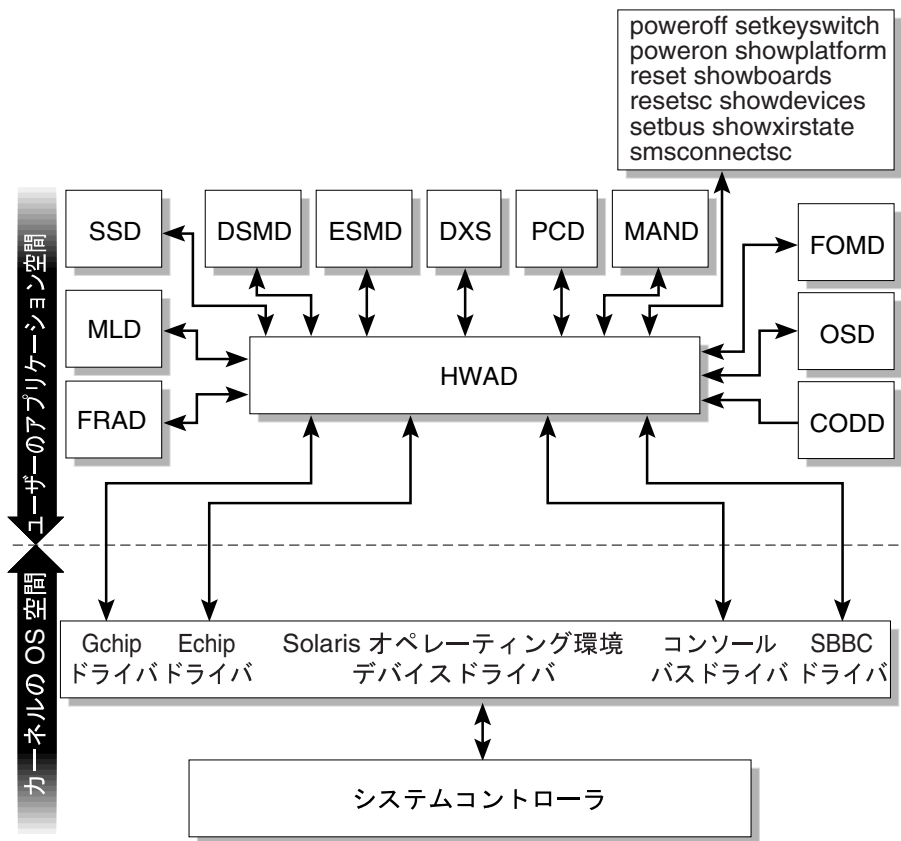 poweroff setkeyswitch
poweron showplatform
reset showboards
resetsc showdevices
setbus showxirstate
smsconnectsc
SSD
DSMD
ESMD
DXS
PCD
MAND
FOMD
MLD
OSD
HWAD
FRAD
CODD
ユーザーのアプリケーション空間
カーネルの OS 空間
Gchip
ドライバ
Echip
ドライバ
Solaris オペレーティング環境
デバイスドライバ
コンソール
バスドライバ
SBBC
ドライバ
システムコントローラ